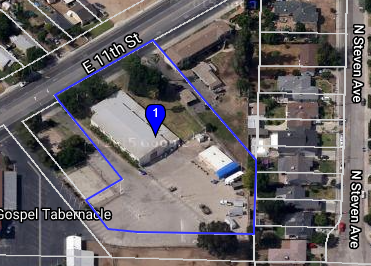 E 11th St
N Steven Ave
1
N Steven Ave
Gospel Tabernacle